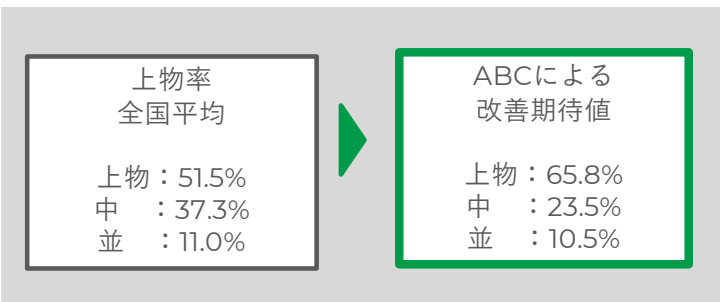 上物率
全国平均
上物：51.5%
中　：37.3%
並　：11.0%
ABCによる
改善期待値
上物：65.8%
中　：23.5%
並　：10.5%